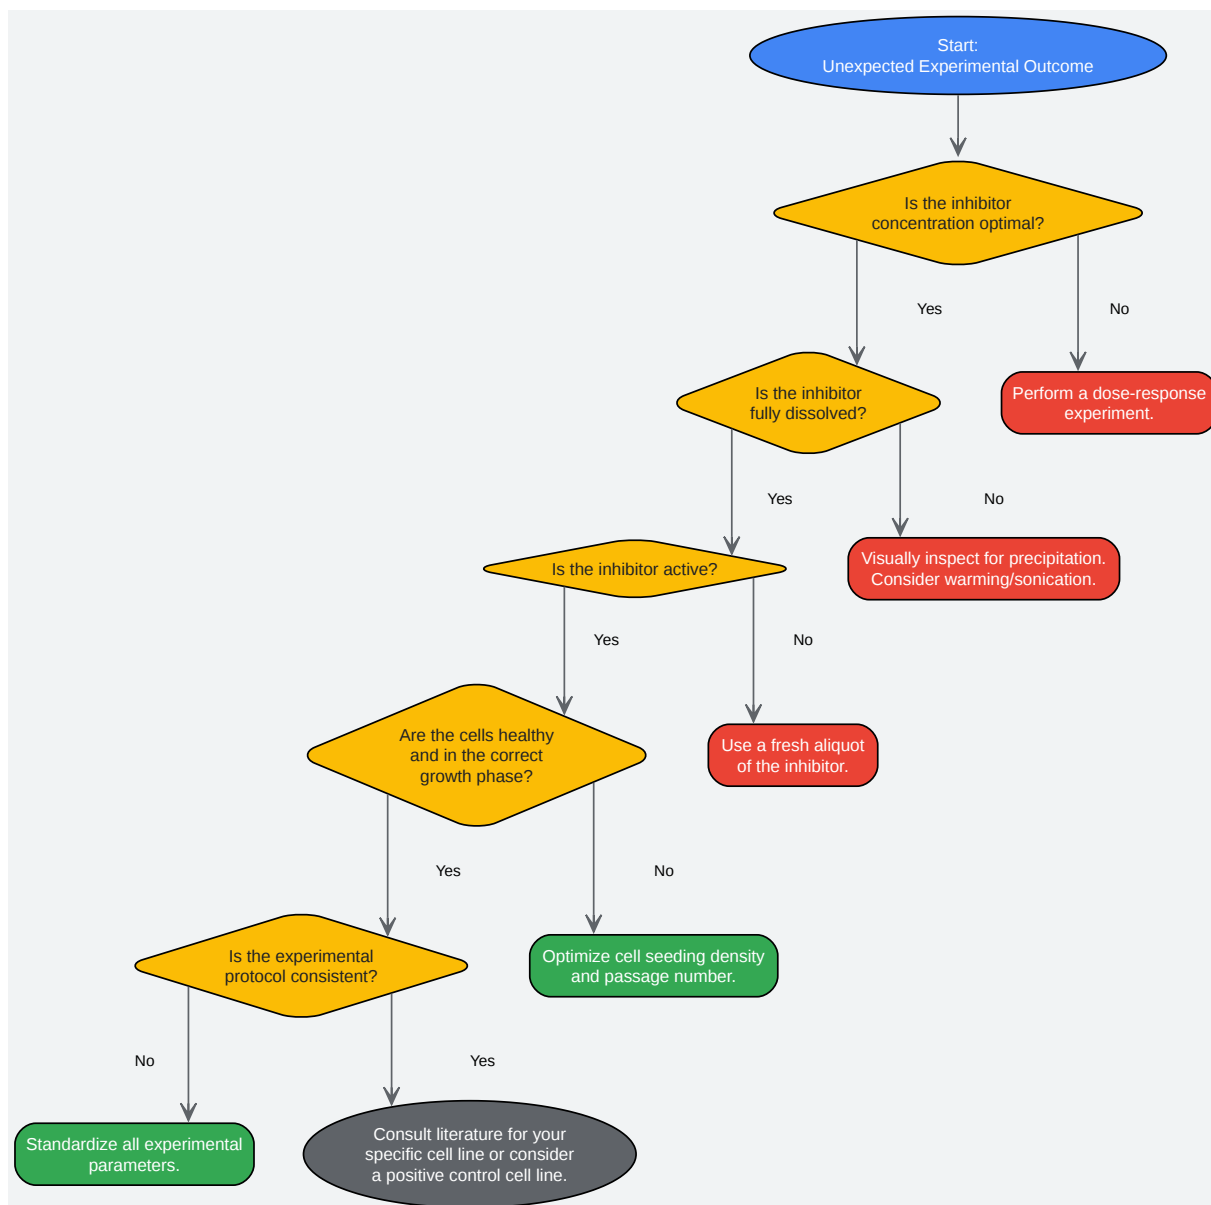 Start:
Unexpected Experimental Outcome
Is the inhibitor
concentration optimal?
Yes
No
Is the inhibitor
fully dissolved?
Perform a dose-response
experiment.
Yes
No
Is the inhibitor active?
Visually inspect for precipitation.
Consider warming/sonication.
Yes
No
Are the cells healthy
and in the correct
growth phase?
Use a fresh aliquot
of the inhibitor.
Yes
No
Is the experimental
protocol consistent?
Optimize cell seeding density
and passage number.
No
Yes
Standardize all experimental
parameters.
Consult literature for your
specific cell line or consider
a positive control cell line.